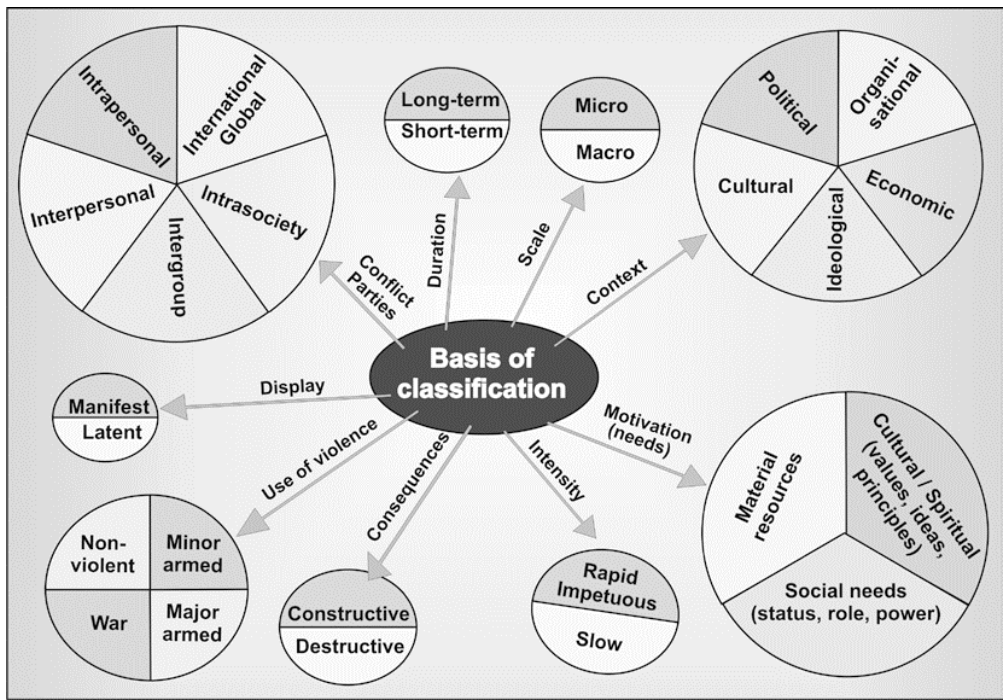 Intrapersonal
International
Global
Interpersonal
Intrasociety
Intergroup
Long-term
Short-term
Micro
Macro
Political
Organi-
sational
Cultural
Economic
Ideological
Conflict
Parties
Duration
Scale
Context
Basis of
classification
Display
Manifest
Latent
Use of violence
Consequences
Intensity
Motivation
(needs)
Non-
violent
Minor
armed
War
Major
armed
Constructive
Destructive
Rapid
Impetuous
Slow
Material
resources
Cultural / Spiritual
(values, ideas,
principles)
Social needs
(status, role, power)